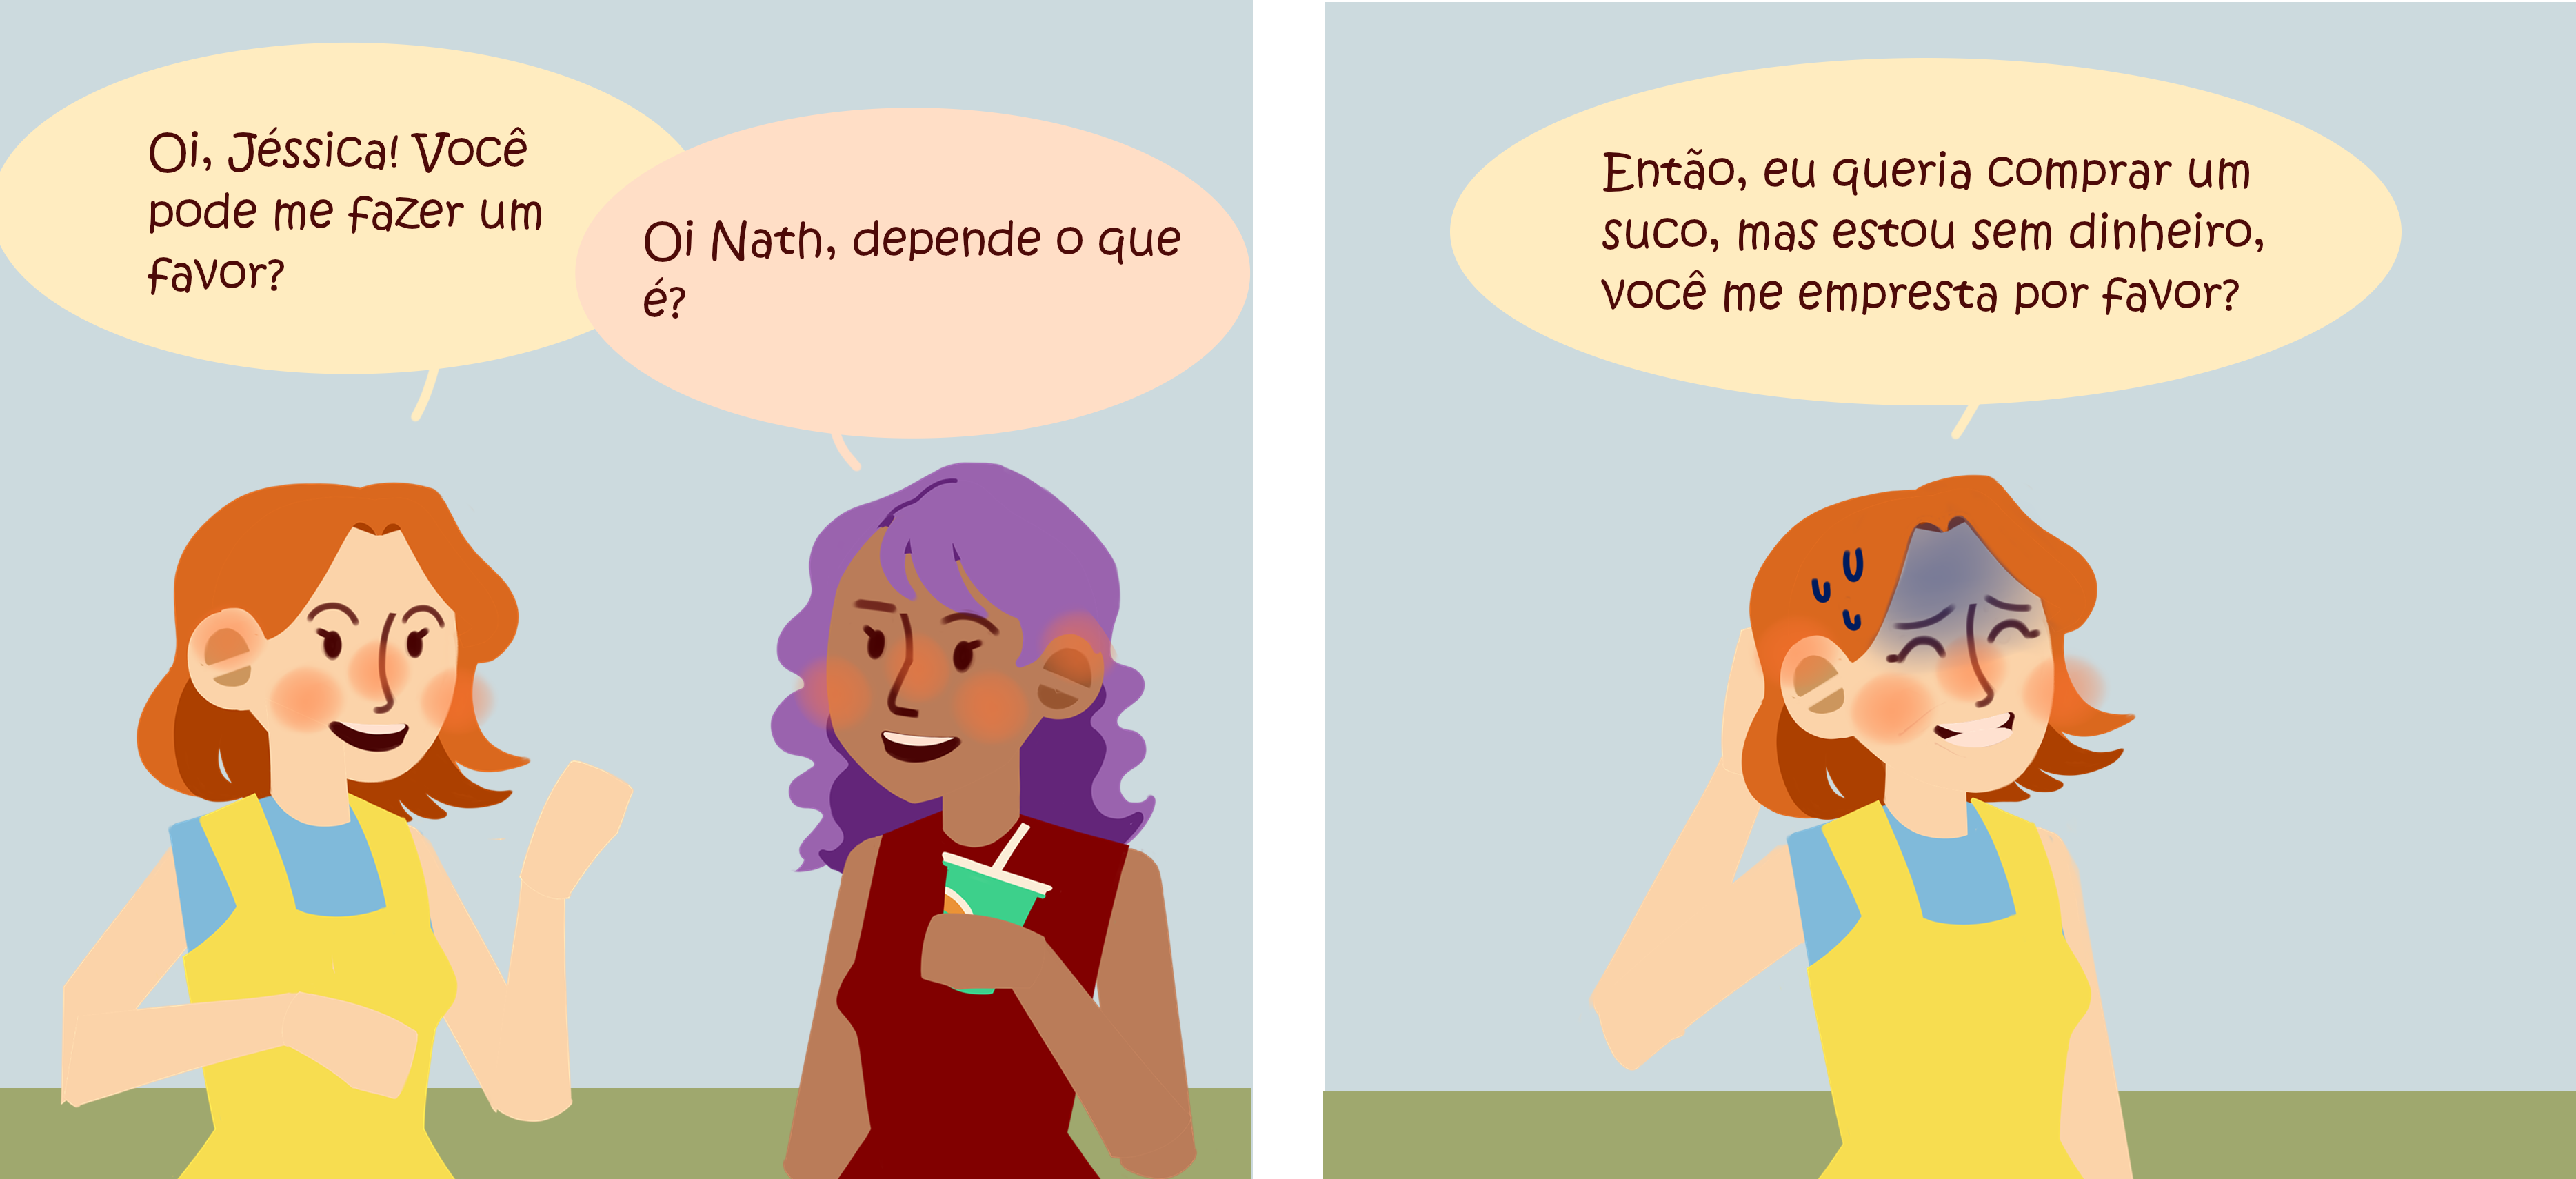 Oi, Jéssica! Você
pode me fazer um
favor?
Oi Nath, depende o que
é?
Então, eu queria comprar um
suco, mas estou sem dinheiro,
você me empresta por favor?